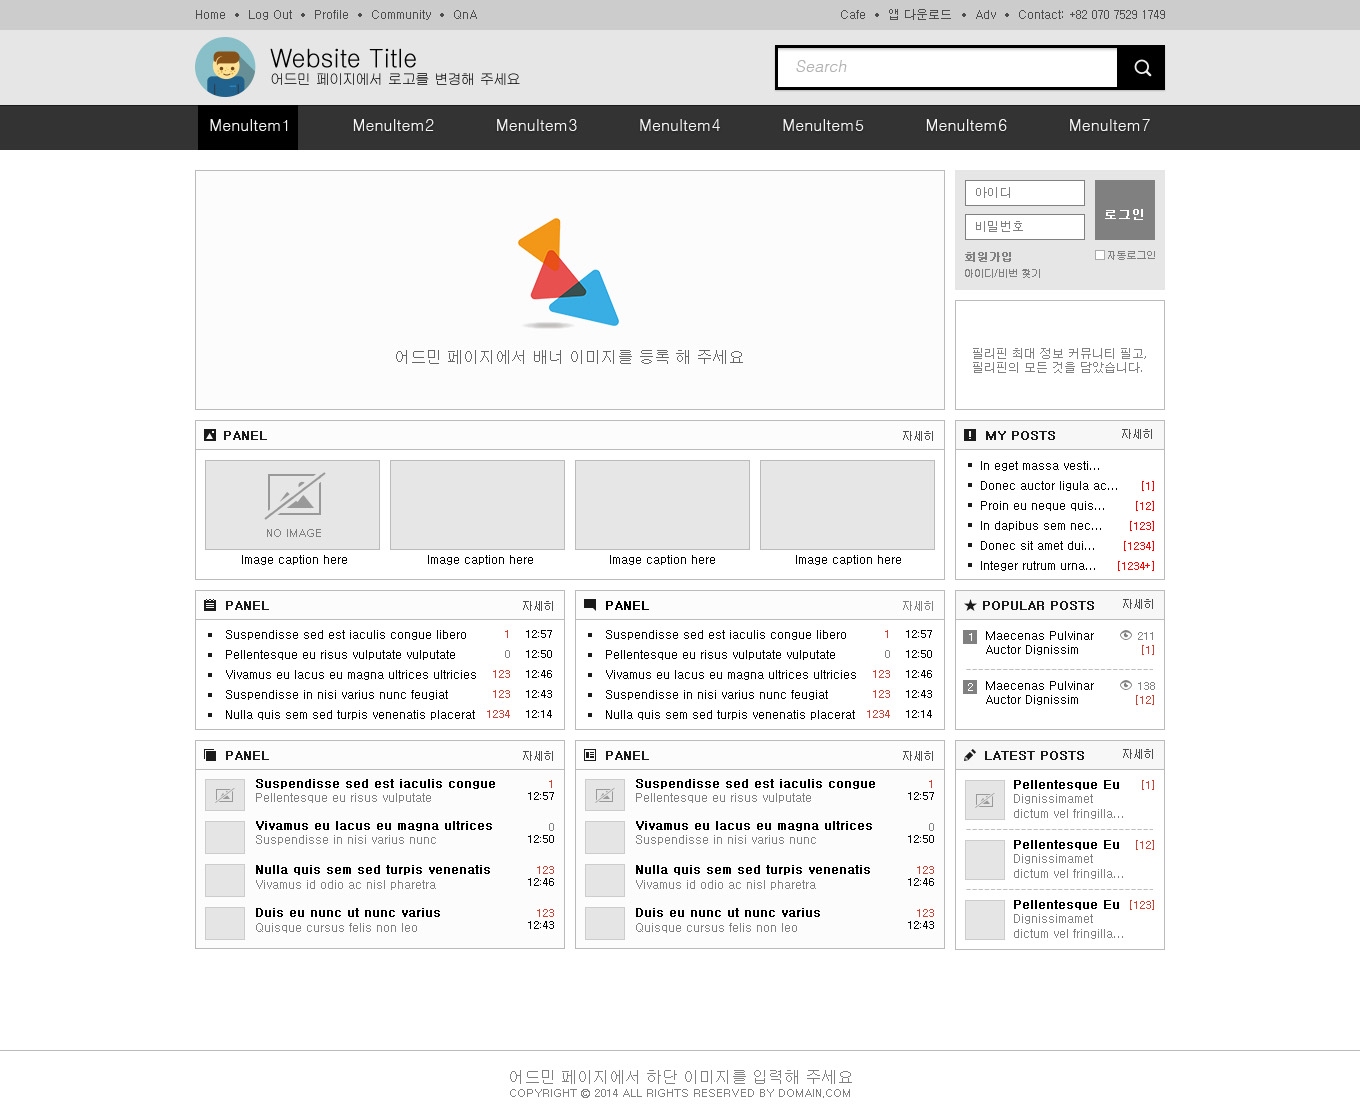 Home • Log Out • Profile • Community • QnA
Cafe • 앱 다운로드 • Adv • Contact: +82 070 7529 1749
Website Title
어드민 페이지에서 로고를 변경해 주세요
Search
MenuItem1 MenuItem2 MenuItem3 MenuItem4 MenuItem5 MenuItem6 MenuItem7
어드민 페이지에서 배너 이미지를 등록 해 주세요
아이디
비밀번호
로그인
회원가입
자동로그인
아이디/비번 찾기
필리핀 최대 정보 커뮤니티 필고,
필리핀의 모든 것을 담았습니다.
PANEL 자세히
NO IMAGE
Image caption here Image caption here Image caption here Image caption here
MY POSTS 자세히
In eget massa vesti...
Donec auctor ligula ac... [1]
Proin eu neque quis... [12]
In dapibus sem nec... [123]
Donec sit amet dui... [1234]
Integer rutrum urna... [1234+]
PANEL 자세히
Suspendisse sed est iaculis congue libero 1 12:57
Pellentesque eu risus vulputate vulputate 0 12:50
Vivamus eu lacus eu magna ultrices ultricies 123 12:46
Suspendisse in nisi varius nunc feugiat 123 12:43
Nulla quis sem sed turpis venenatis placerat 1234 12:14
PANEL 자세히
Suspendisse sed est iaculis congue libero 1 12:57
Pellentesque eu risus vulputate vulputate 0 12:50
Vivamus eu lacus eu magna ultrices ultricies 123 12:46
Suspendisse in nisi varius nunc feugiat 123 12:43
Nulla quis sem sed turpis venenatis placerat 1234 12:14
POPULAR POSTS 자세히
1 Maecenas Pulvinar 211
Auctor Dignissim [1]
2 Maecenas Pulvinar 138
Auctor Dignissim [12]
PANEL 자세히
Suspendisse sed est iaculis congue 1
Pellentesque eu risus vulputate 12:57
Vivamus eu lacus eu magna ultrices 0
Suspendisse in nisi varius nunc 12:50
Nulla quis sem sed turpis venenatis 123
Vivamus id odio ac nisl pharetra 12:46
Duis eu nunc ut nunc varius 123
Quisque cursus felis non leo 12:43
PANEL 자세히
Suspendisse sed est iaculis congue 1
Pellentesque eu risus vulputate 12:57
Vivamus eu lacus eu magna ultrices 0
Suspendisse in nisi varius nunc 12:50
Nulla quis sem sed turpis venenatis 123
Vivamus id odio ac nisl pharetra 12:46
Duis eu nunc ut nunc varius 123
Quisque cursus felis non leo 12:43
LATEST POSTS 자세히
Pellentesque Eu [1]
Dignissimamet
dictum vel fringilla...
Pellentesque Eu [12]
Dignissimamet
dictum vel fringilla...
Pellentesque Eu [123]
Dignissimamet
dictum vel fringilla...
어드민 페이지에서 하단 이미지를 입력해 주세요
COPYRIGHT © 2014 ALL RIGHTS RESERVED BY DOMAIN.COM